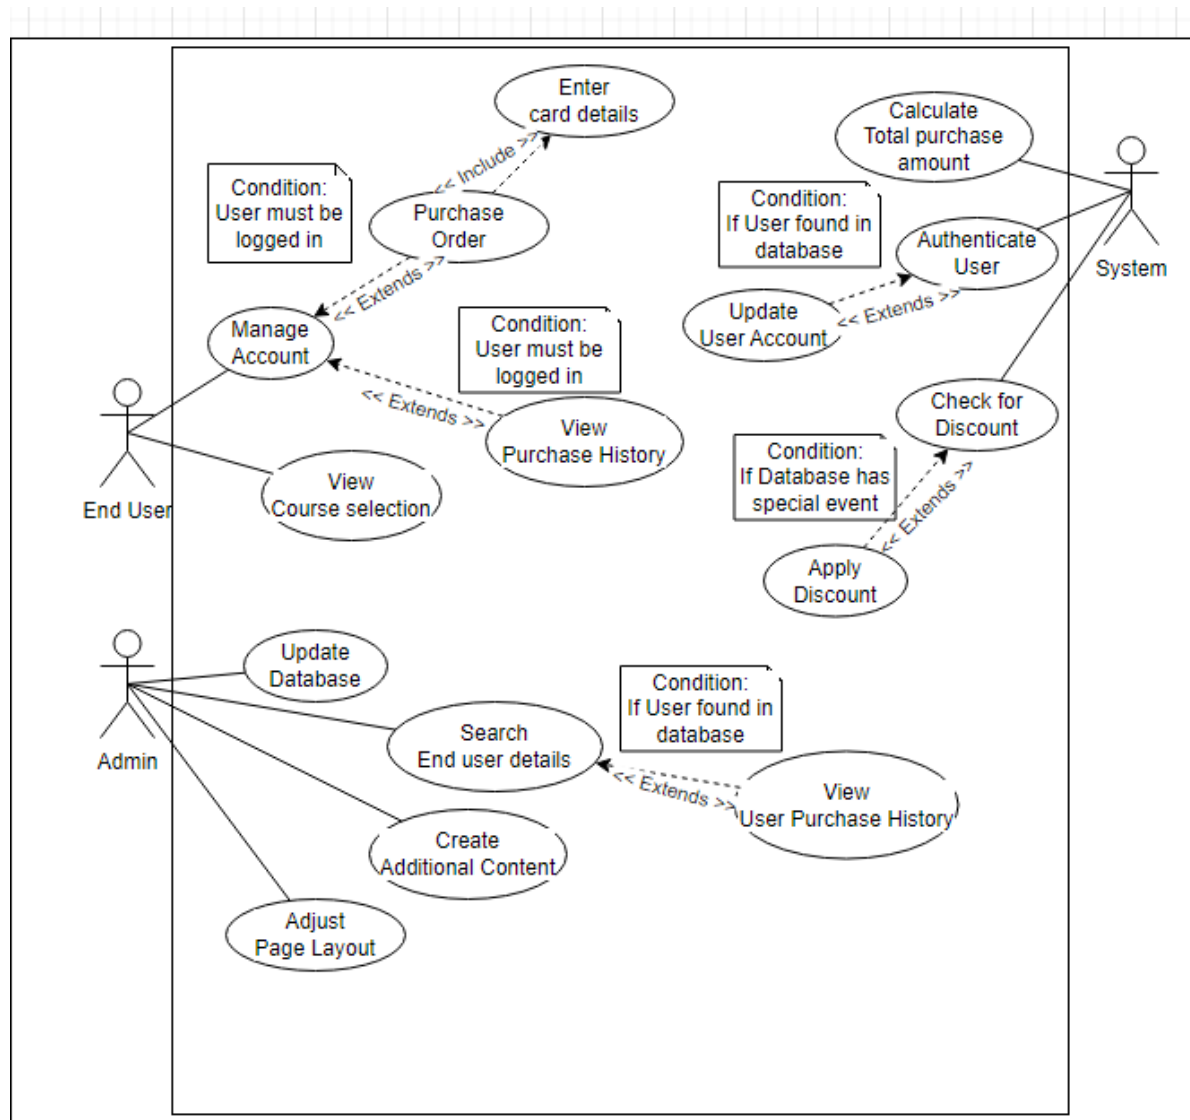 Enter
card details
<< Include >>
Condition:
User must be
logged in
Purchase
Order
<< Extends >>
Manage
Account
Condition:
User must be
logged in
<< Extends >>
View
Purchase History
View
Course selection
End User
Calculate
Total purchase
amount
Condition:
If User found in
database
Authenticate
User
System
Update
User Account
<< Extends >>
Check for
Discount
Condition:
If Database has
special event
<< Extends >>
Apply
Discount
Admin
Update
Database
Search
End user details
Condition:
If User found in
database
<< Extends >>
View
User Purchase History
Create
Additional Content
Adjust
Page Layout